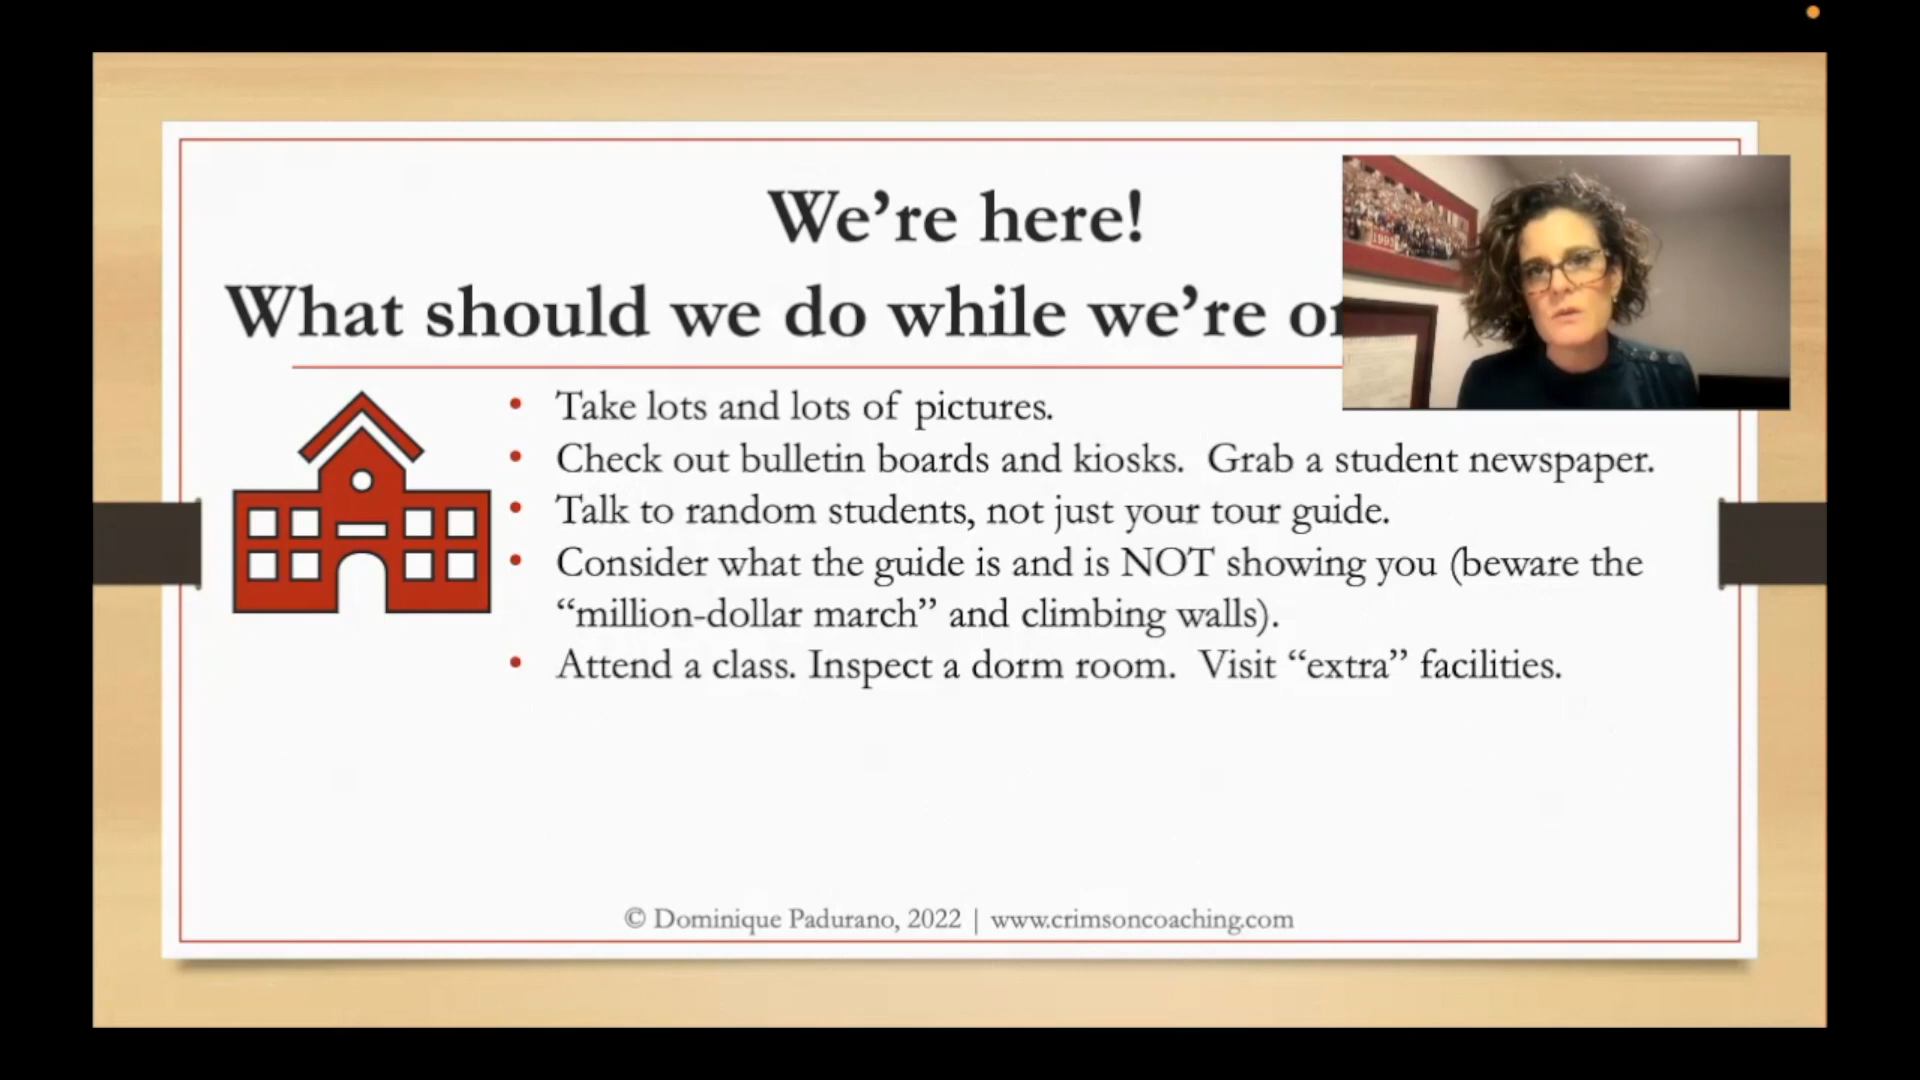 We’re here!
What should we do while we’re
• Take lots and lots of pictures.
• Check out bulletin boards and kiosks.  Grab a student newspaper.
• Talk to random students, not just your tour guide.
• Consider what the guide is and is NOT showing you (beware the
“million-dollar march” and climbing walls).
• Attend a class. Inspect a dorm room.  Visit “extra” facilities.
© Dominique Padurano, 2022 | www.crimsoncoaching.com